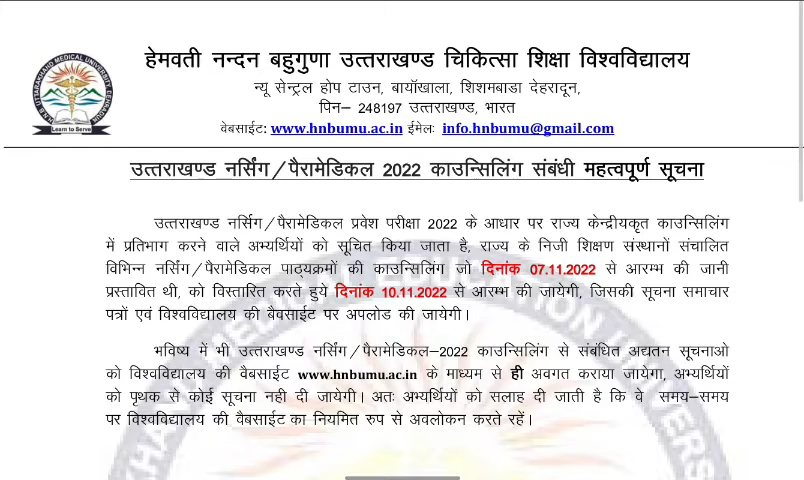 हेमवती नन्दन बहुगुणा उत्तराखण्ड चिकित्सा शिक्षा विश्वविद्यालय
न्यू सेन्ट्रल होप टाउन, बायॉखाला, शिशमबाडा देहरादून,
पिन– 248197 उत्तराखण्ड, भारत
वेबसाईट: www.hnbumu.ac.in ईमेलः info.hnbumu@gmail.com
Learn to Serve
उत्तराखण्ड नर्सिंग/पैरामेडिकल 2022 काउन्सिलिंग संबंधी महत्वपूर्ण सूचना
उत्तराखण्ड नर्सिग/पैरामेडिकल प्रवेश परीक्षा 2022 के आधार पर राज्य केन्द्रीयकृत काउन्सिलिंग
में प्रतिभाग करने वाले अभ्यर्थियों को सूचित किया जाता है, राज्य के निजी शिक्षण संस्थानों संचालित
विभिन्न नर्सिंग/पैरामेडिकल पाठ्यक्रमों की काउन्सिलिंग जो दिनांक 07.11.2022 से आरम्भ की जानी
प्रस्तावित थी, को विस्तारित करते हुये दिनांक 10.11.2022 से आरम्भ की जायेगी, जिसकी सूचना समाचार
पत्रों एवं विश्वविद्यालय की बैवसाईट पर अपलोड की जायेगी।
भविष्य में भी उत्तराखण्ड नर्सिंग/पैरामेडिकल–2022 काउन्सिलिंग से संबंधित अद्यतन सूचनाओ
को विश्वविद्यालय की वेबसाईट www.hnbumu.ac.in के माध्यम से ही अवगत कराया जायेगा, अभ्यर्थियों
को पृथक से कोई सूचना नही दी जायेगी। अतः अभ्यर्थियों को सलाह दी जाती है कि वे समय–समय
पर विश्वविद्यालय की वैबसाईट का नियमित रुप से अवलोकन करते रहें।